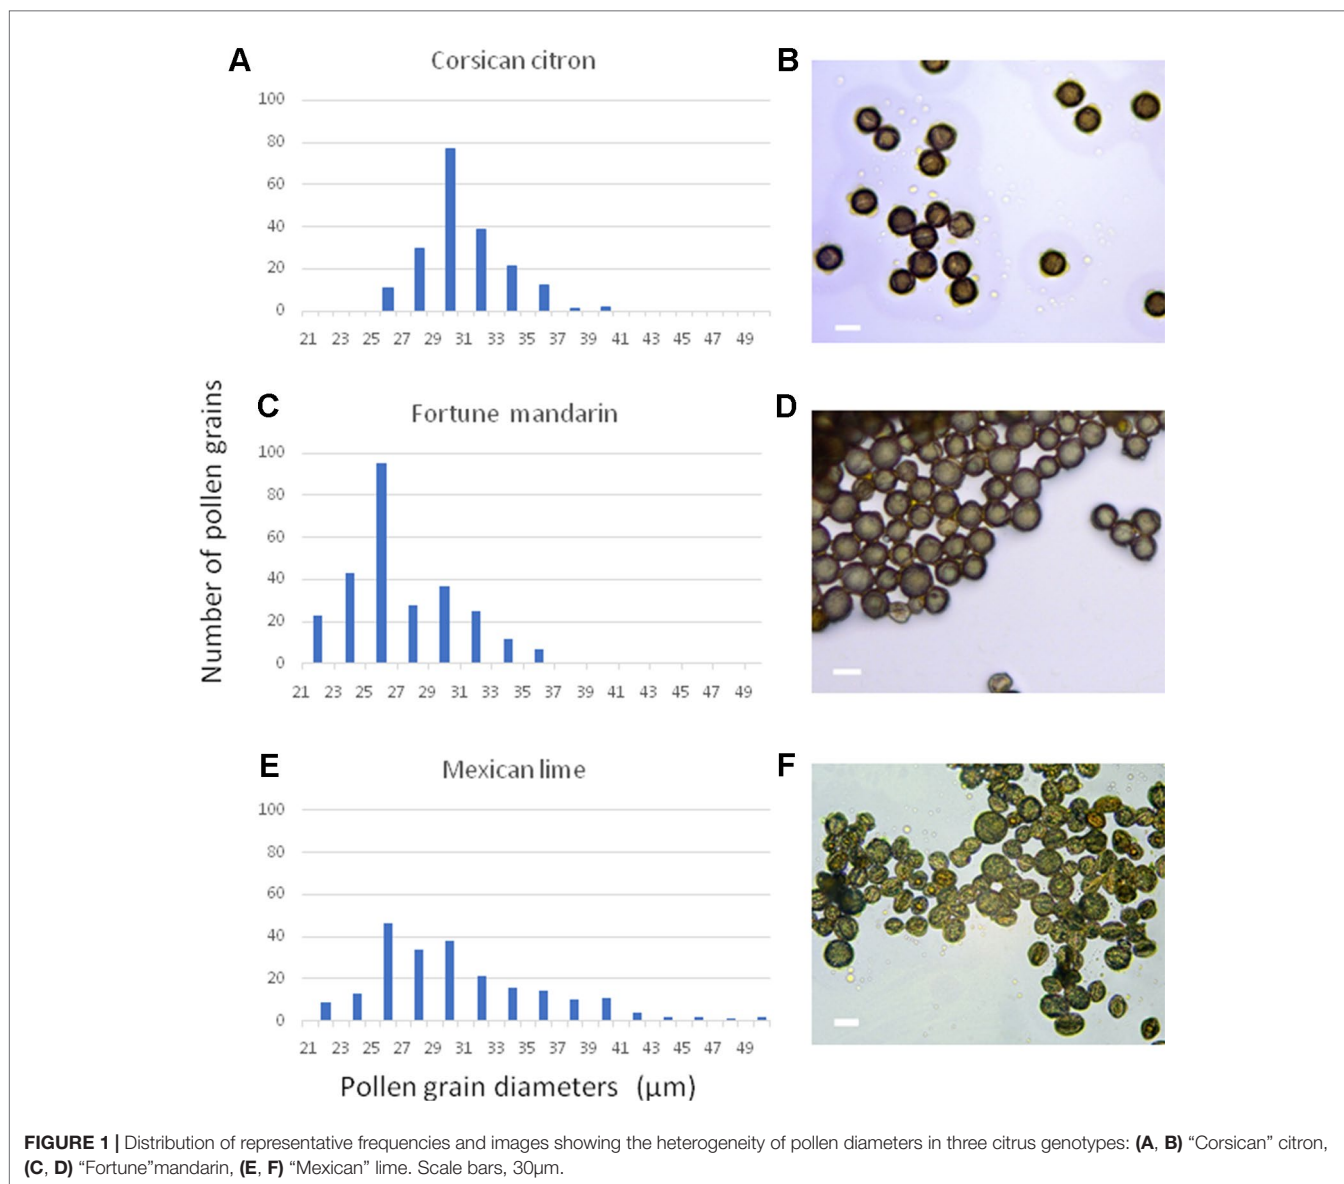 A
Corsican citron
100
80
60
40
20
0
21 23 25 27 29 31 33 35 37 39 41 43 45 47 49
B
Number of pollen grains
C
Fortune mandarin
100
80
60
40
20
0
21 23 25 27 29 31 33 35 37 39 41 43 45 47 49
D
E
Mexican lime
100
80
60
40
20
0
21 23 25 27 29 31 33 35 37 39 41 43 45 47 49
Pollen grain diameters (µm)
F
FIGURE 1 | Distribution of representative frequencies and images showing the heterogeneity of pollen diameters in three citrus genotypes: (A, B) “Corsican” citron,
(C, D) “Fortune”mandarin, (E, F) “Mexican” lime. Scale bars, 30µm.